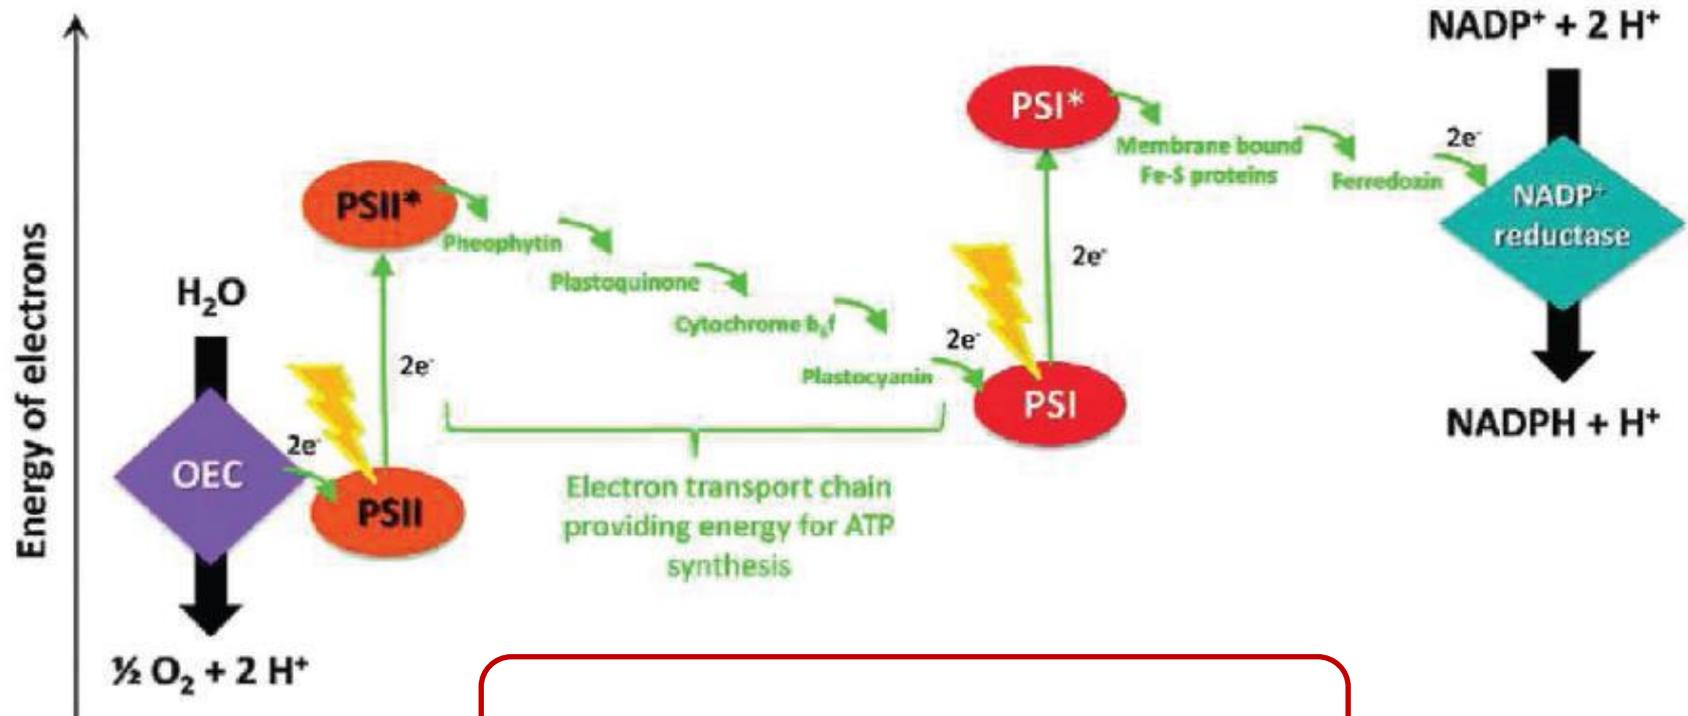 Energy of electrons
H₂O
OEC
½ O₂ + 2 H⁺
2e⁻
PSII
2e⁻
PSII*
Pheophytin
Plastoquinone
Cytochrome b₆f
Plastocyanin
Electron transport chain
providing energy for ATP
synthesis
2e⁻
PSI
2e⁻
PSI*
Membrane bound
Fe-S proteins
Ferredoxin
2e⁻
NADP⁺ + 2 H⁺
NADP⁺
reductase
NADPH + H⁺